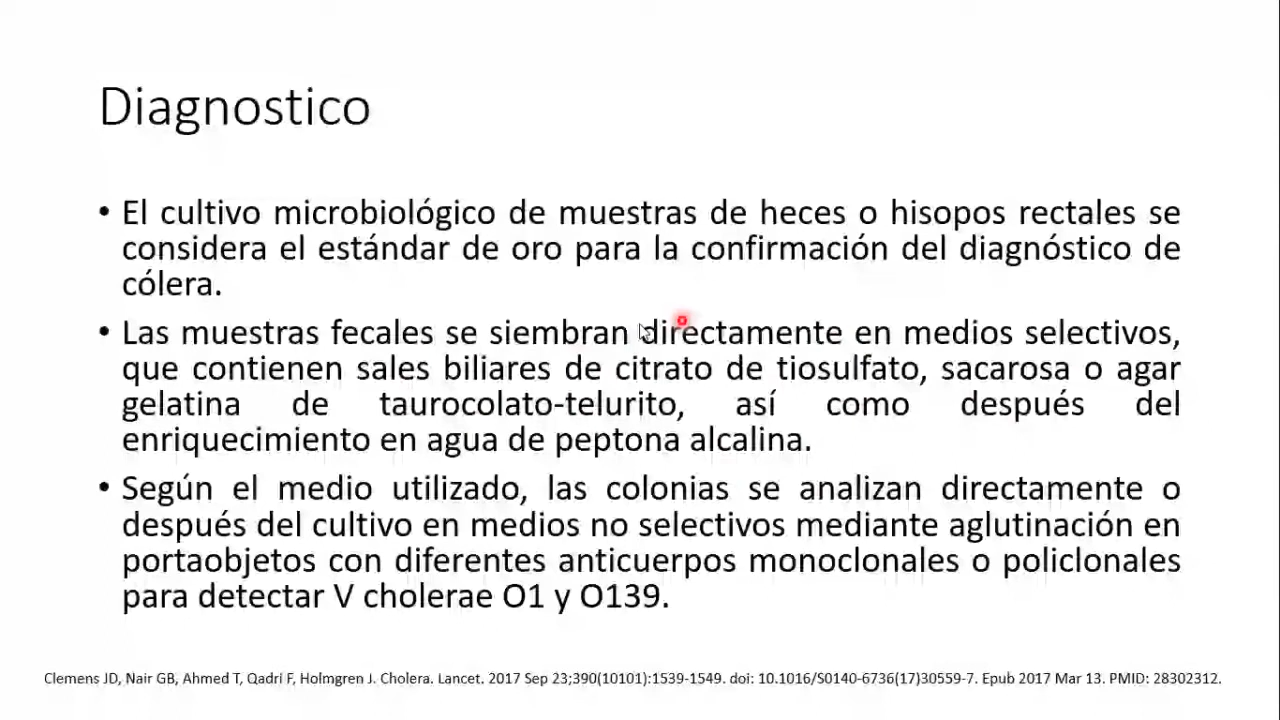 Diagnostico
• El cultivo microbiológico de muestras de heces o hisopos rectales se
considera el estándar de oro para la confirmación del diagnóstico de
cólera.
• Las muestras fecales se siembran directamente en medios selectivos,
que contienen sales biliares de citrato de tiosulfato, sacarosa o agar
gelatina de taurocolato-telurito, así como después del
enriquecimiento en agua de peptona alcalina.
• Según el medio utilizado, las colonias se analizan directamente o
después del cultivo en medios no selectivos mediante aglutinación en
portaobjetos con diferentes anticuerpos monoclonales o policlonales
para detectar V cholerae O1 y O139.
Clemens JD, Nair GB, Ahmed T, Qadri F, Holmgren J. Cholera. Lancet. 2017 Sep 23;390(10101):1539-1549. doi: 10.1016/S0140-6736(17)30559-7. Epub 2017 Mar 13. PMID: 28302312.